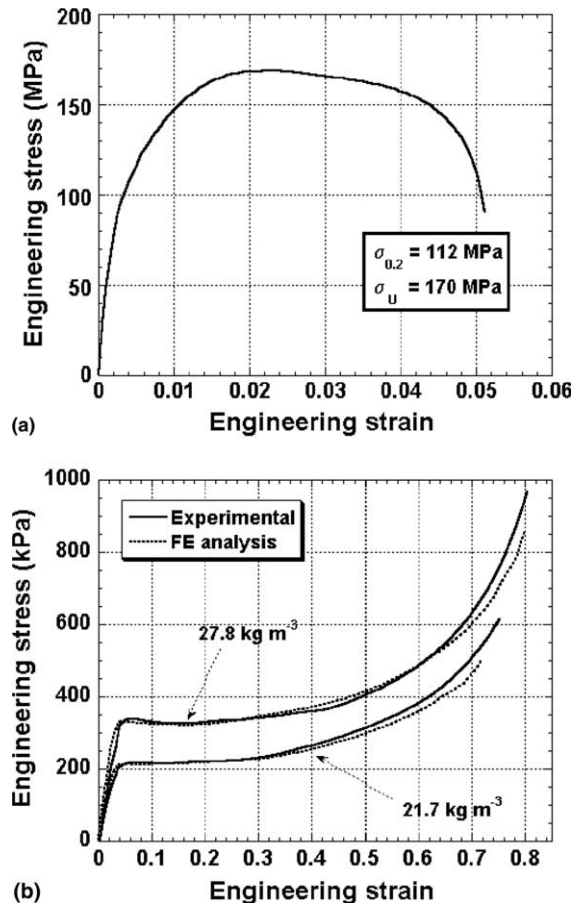 200
150
100
50
0
Engineering stress (MPa)
σ0.2 = 112 MPa
σU = 170 MPa
0 0.01 0.02 0.03 0.04 0.05 0.06
Engineering strain
(a)
1000
800
600
400
200
0
Engineering stress (kPa)
Experimental
FE analysis
27.8 kg m-3
21.7 kg m-3
0 0.1 0.2 0.3 0.4 0.5 0.6 0.7 0.8
Engineering strain
(b)